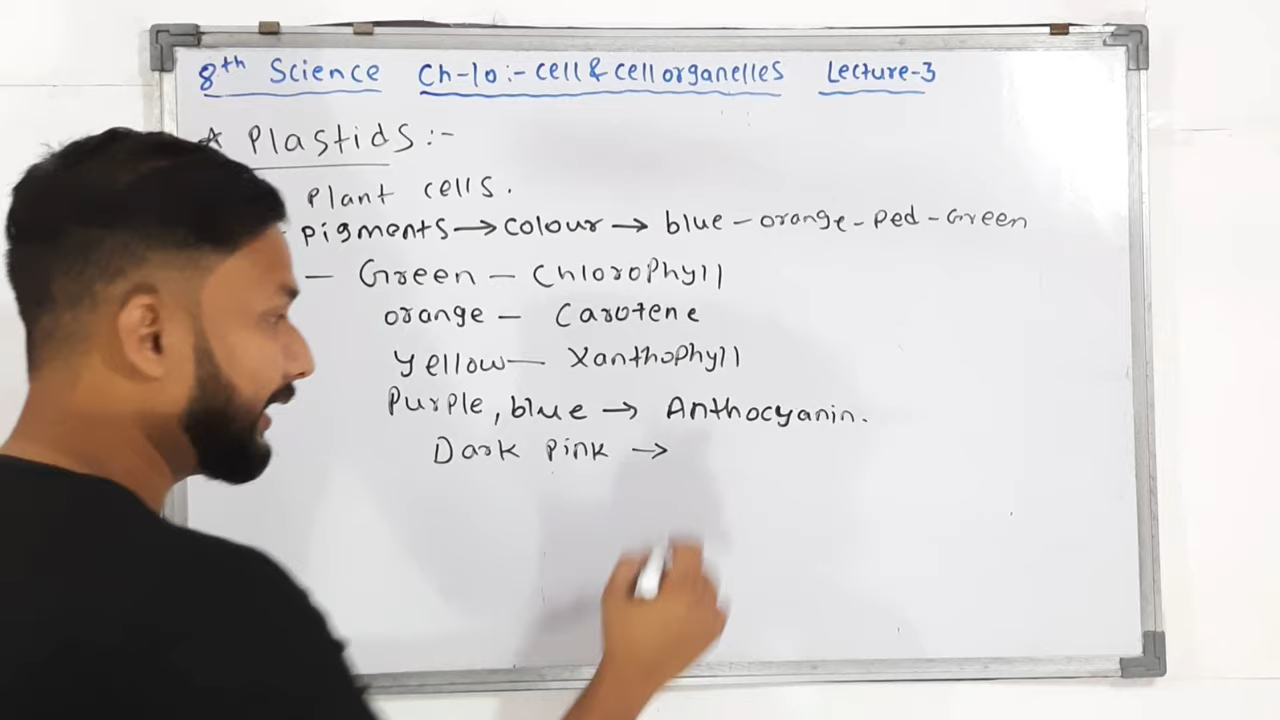 8th Science Ch-10:- cell & cell organelles Lecture-3
* Plastids:-
Plant cells.
pigments → colour → blue - orange - Red - Green
- Green - Chlorophyll
orange - Carotene
yellow - Xanthophyll
Purple, blue → Anthocyanin.
Dark pink →